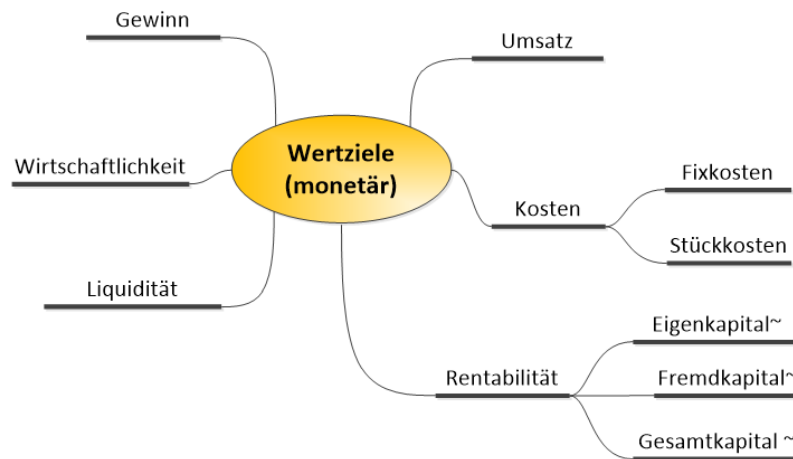 Gewinn
Umsatz
Wirtschaftlichkeit
Wertziele
(monetär)
Fixkosten
Kosten
Stückkosten
Liquidität
Eigenkapital~
Rentabilität
Fremdkapital~
Gesamtkapital ~